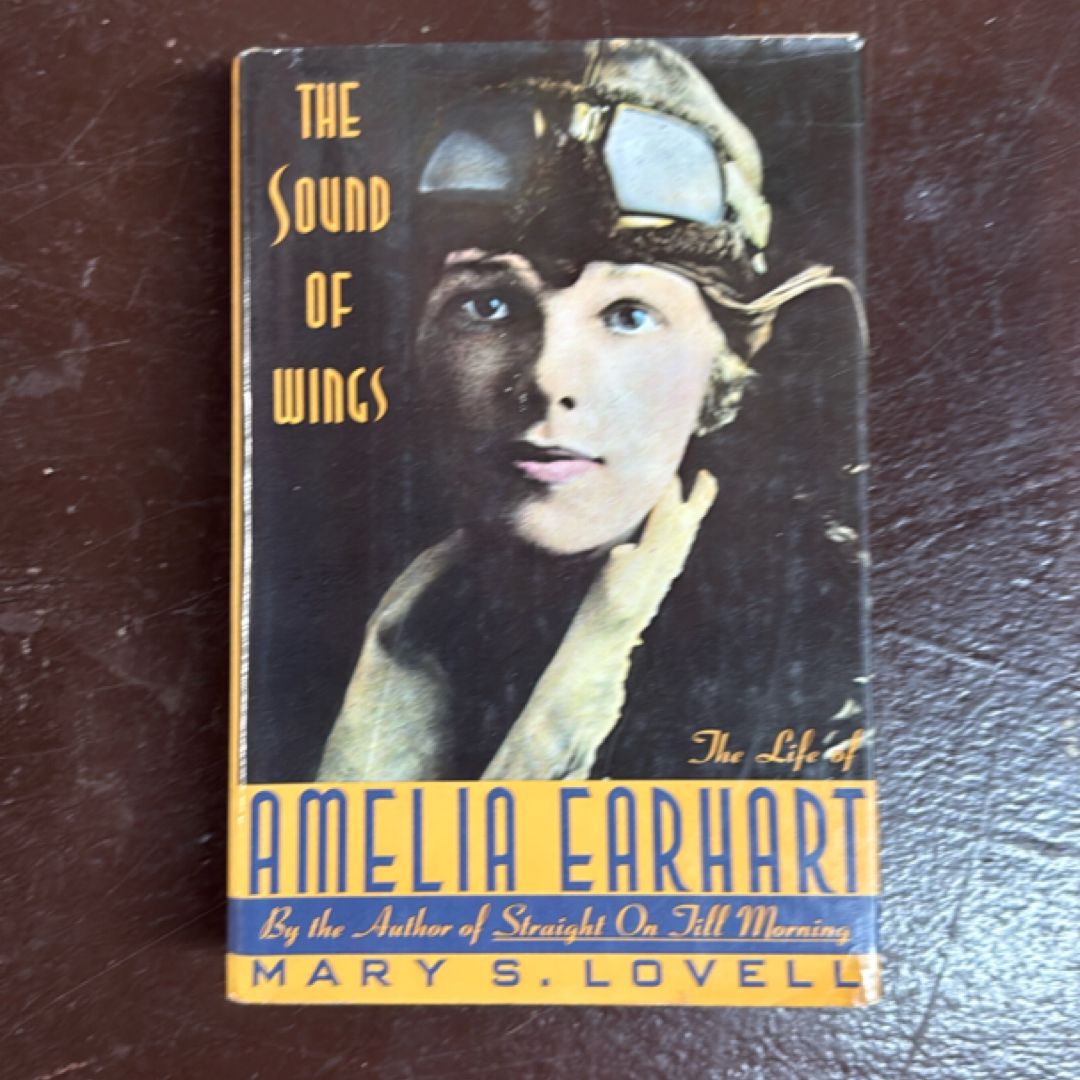 THE
SOUND
OF
WINGS
The Life of
AMELIA EARHART
By the Author of Straight On Till Morning
MARY S. LOVELL